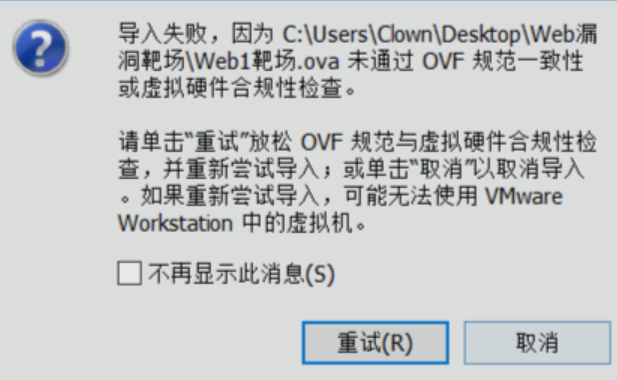 导入失败，因为 C:\Users\Clown\Desktop\Web漏
洞靶场\Web1靶场.ova 未通过 OVF 规范一致性
或虚拟硬件合规性检查。
请单击“重试”放松 OVF 规范与虚拟硬件合规性检
查，并重新尝试导入；或单击“取消”以取消导入
。如果重新尝试导入，可能无法使用 VMware
Workstation 中的虚拟机。
不再显示此消息(S)
重试(R)
取消